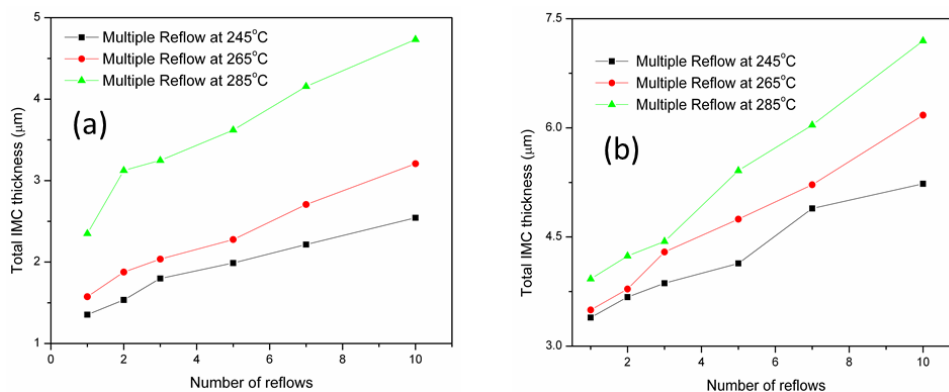 5
4
3
2
1
Total IMC thickness (μm)
Multiple Reflow at 245°C
Multiple Reflow at 265°C
Multiple Reflow at 285°C
(a)
0 2 4 6 8 10
Number of reflows
7.5
6.0
4.5
3.0
Total IMC thickness (μm)
Multiple Reflow at 245°C
Multiple Reflow at 265°C
Multiple Reflow at 285°C
(b)
2 4 6 8 10
Number of reflows